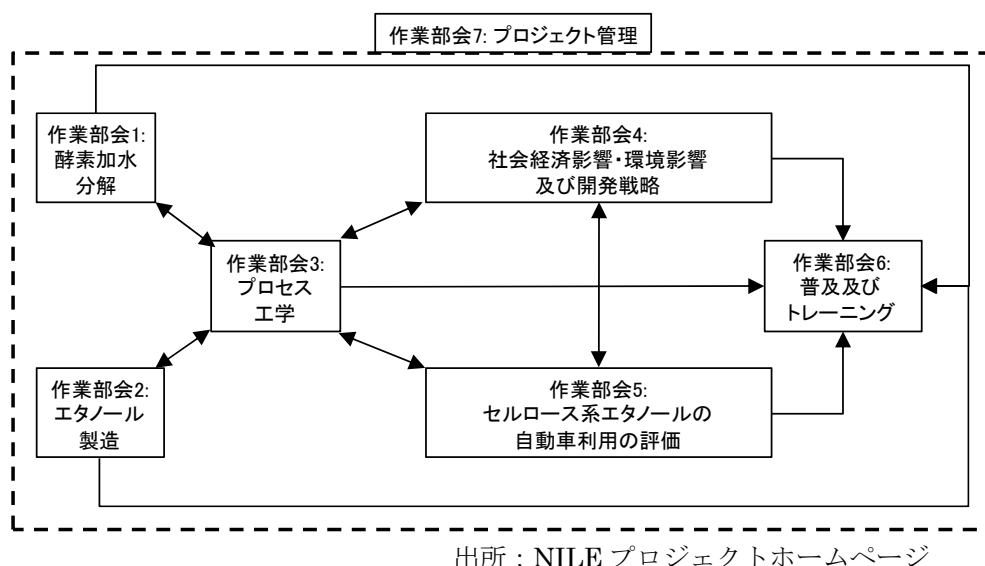 作業部会7: プロジェクト管理
作業部会1:
酵素加水
分解
作業部会4:
社会経済影響・環境影響
及び開発戦略
作業部会3:
プロセス
工学
作業部会6:
普及及び
トレーニング
作業部会2:
エタノール
製造
作業部会5:
セルロース系エタノールの
自動車利用の評価
出所：NILE プロジェクトホームページ